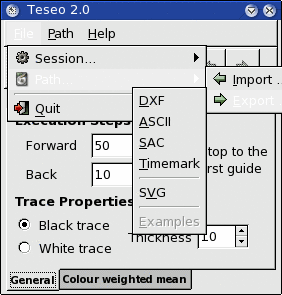 Teseo 2.0
File Path Help
Session...
Path...
Import ...
Export
Quit
DXF
ASCII
SAC
Timemark
SVG
Examples
Execution Steps
Forward 50
top to the
Back 10
rst guide
Trace Properties
Black trace
Thickness 10
White trace
General Colour weighted mean